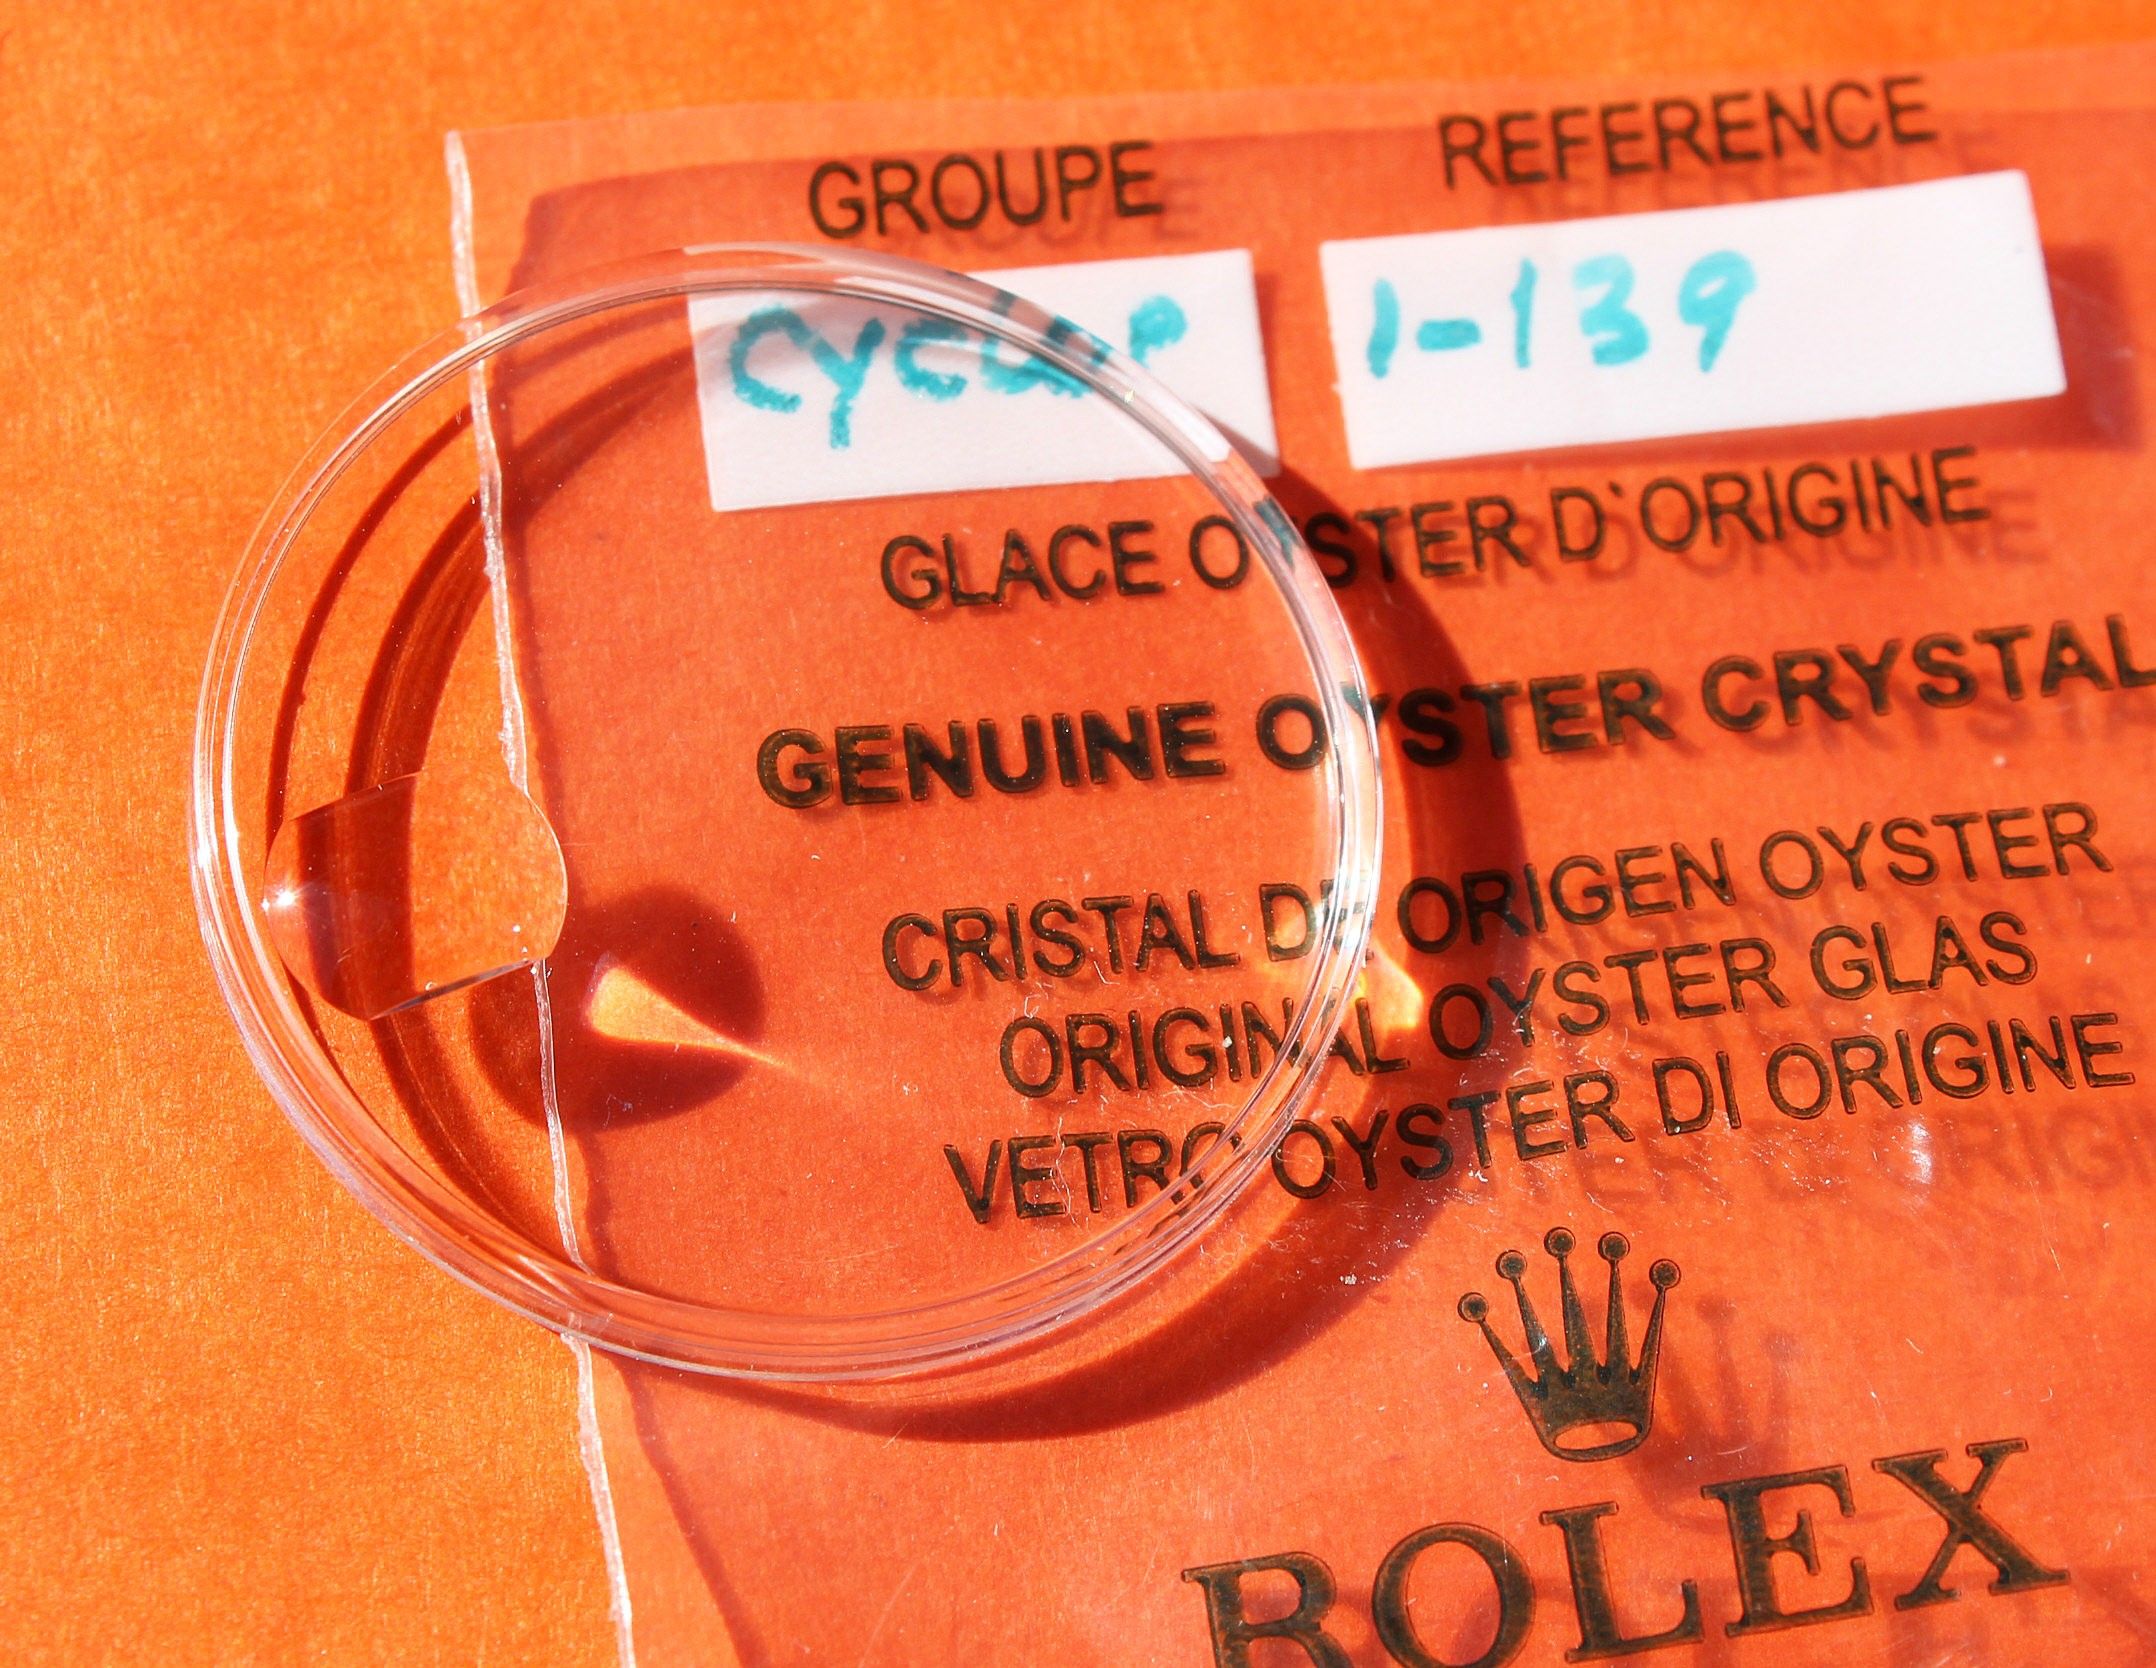 GROUPE REFERENCE
cyclop 1-139
GLACE OYSTER D`ORIGINE
GENUINE OYSTER CRYSTAL
CRISTAL DE ORIGEN OYSTER
ORIGINAL OYSTER GLAS
VETRO OYSTER DI ORIGINE
ROLEX